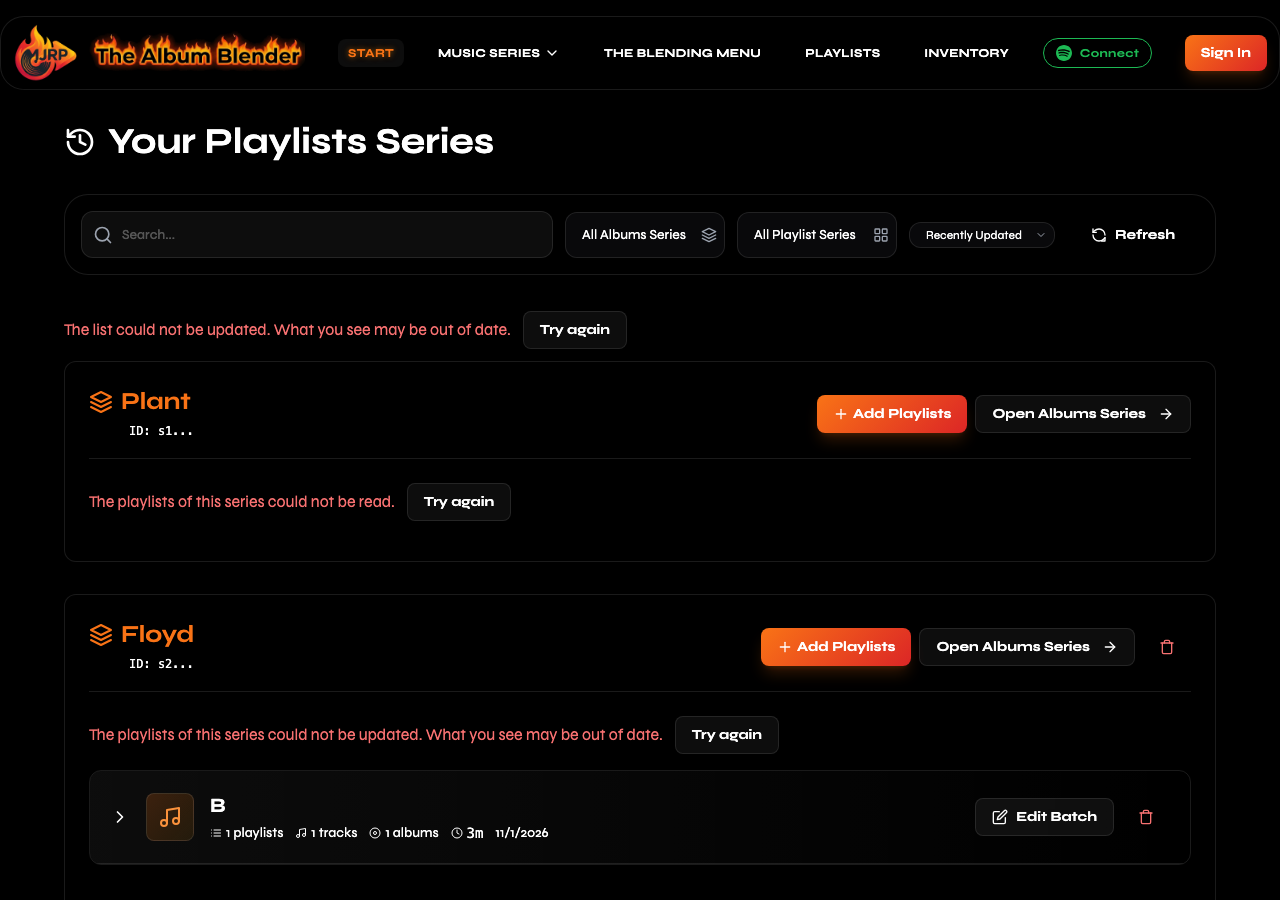 JRP The Album Blender START MUSIC SERIES THE BLENDING MENU PLAYLISTS INVENTORY Connect Sign In
Your Playlists Series
Search... All Albums Series All Playlist Series Recently Updated Refresh
The list could not be updated. What you see may be out of date. Try again
Plant
ID: s1...
Add Playlists Open Albums Series
The playlists of this series could not be read. Try again
Floyd
ID: s2...
Add Playlists Open Albums Series
The playlists of this series could not be updated. What you see may be out of date. Try again
B
1 playlists 1 tracks 1 albums 3m 11/1/2026
Edit Batch